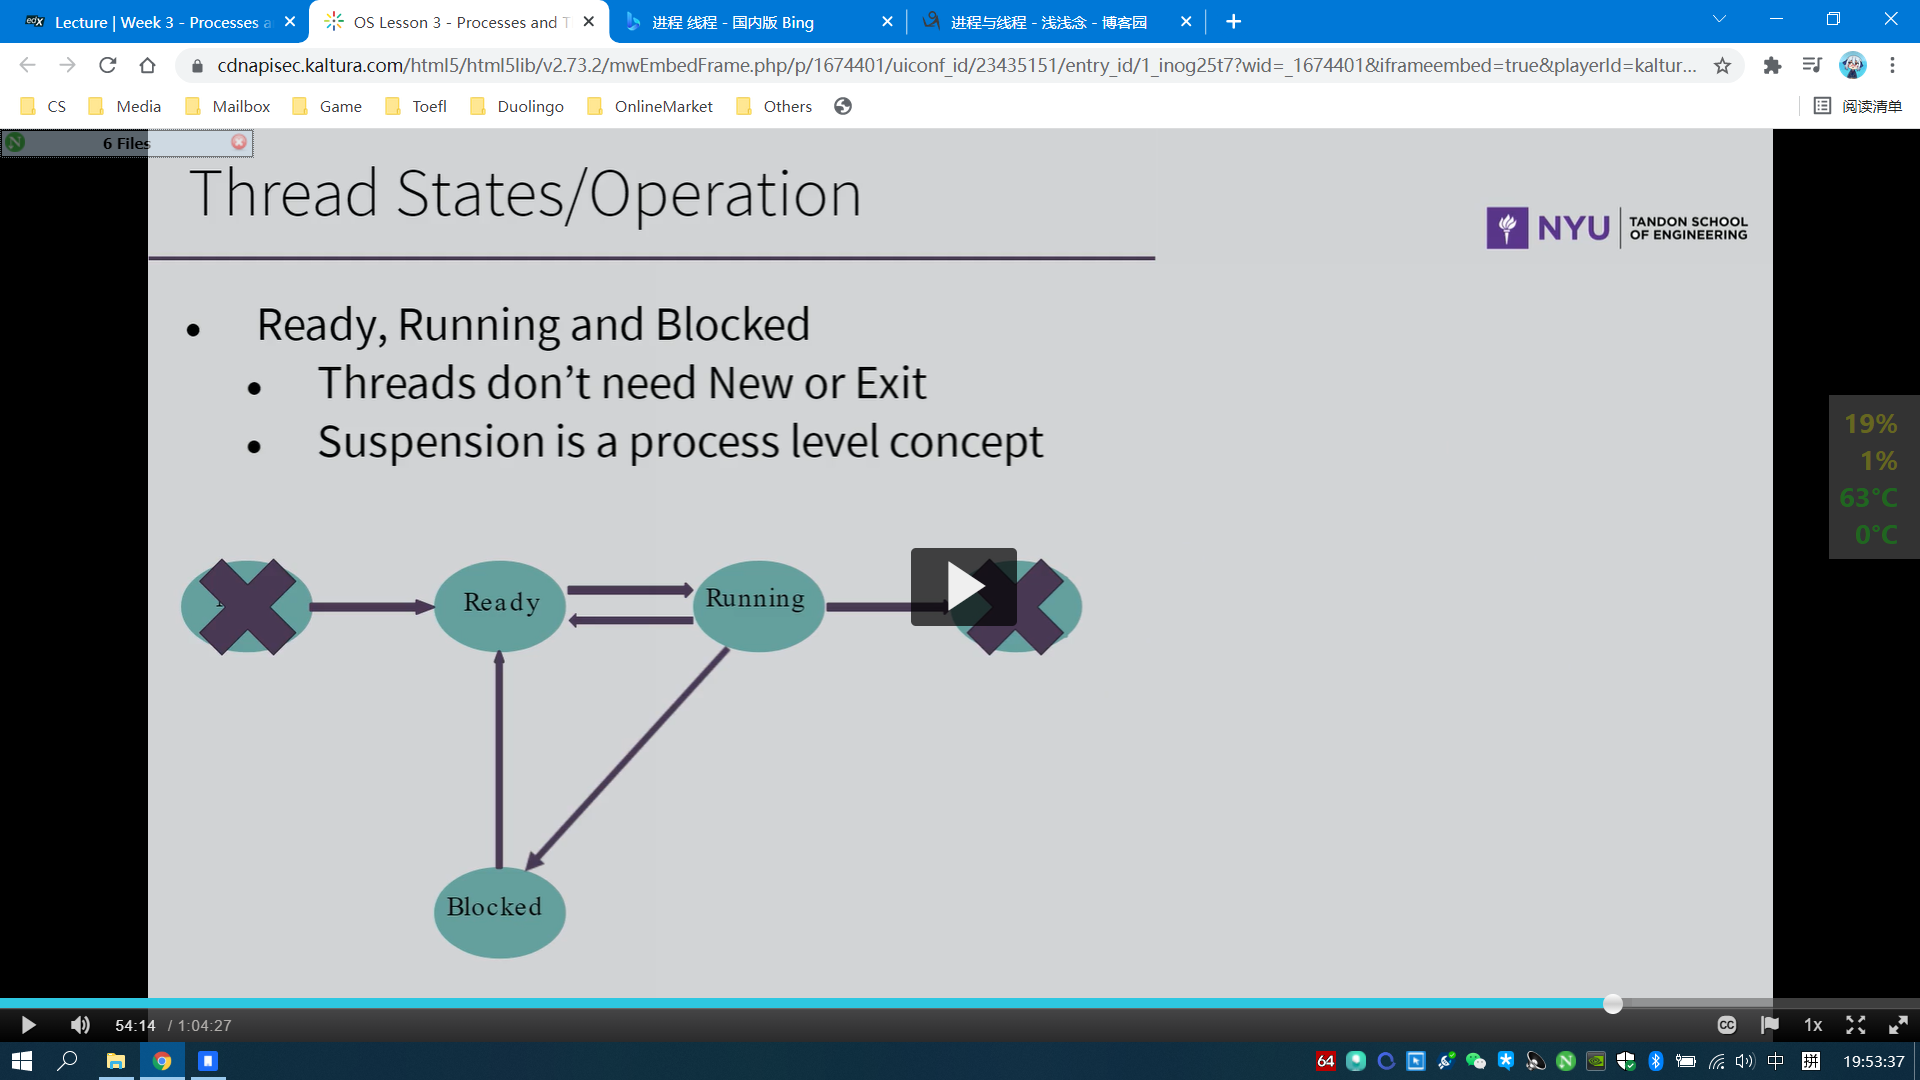 Lecture | Week 3 - Processes a
OS Lesson 3 - Processes and T
进程 线程 - 国内版 Bing
进程与线程 - 浅浅念 - 博客园
cdnapisec.kaltura.com/html5/html5lib/v2.73.2/mwEmbedFrame.php/p/1674401/uiconf_id/23435151/entry_id/1_inog25t7?wid=_1674401&iframeembed=true&playerId=kaltur...
CS
Media
Mailbox
Game
Toefl
Duolingo
OnlineMarket
Others
阅读清单
6 Files
Thread States/Operation
NYU
TANDON SCHOOL
OF ENGINEERING
• Ready, Running and Blocked
• Threads don’t need New or Exit
• Suspension is a process level concept
19%
1%
63°C
0°C
Ready
Running
Blocked
54:14 / 1:04:27
CC
1x
64
中
拼
19:53:37